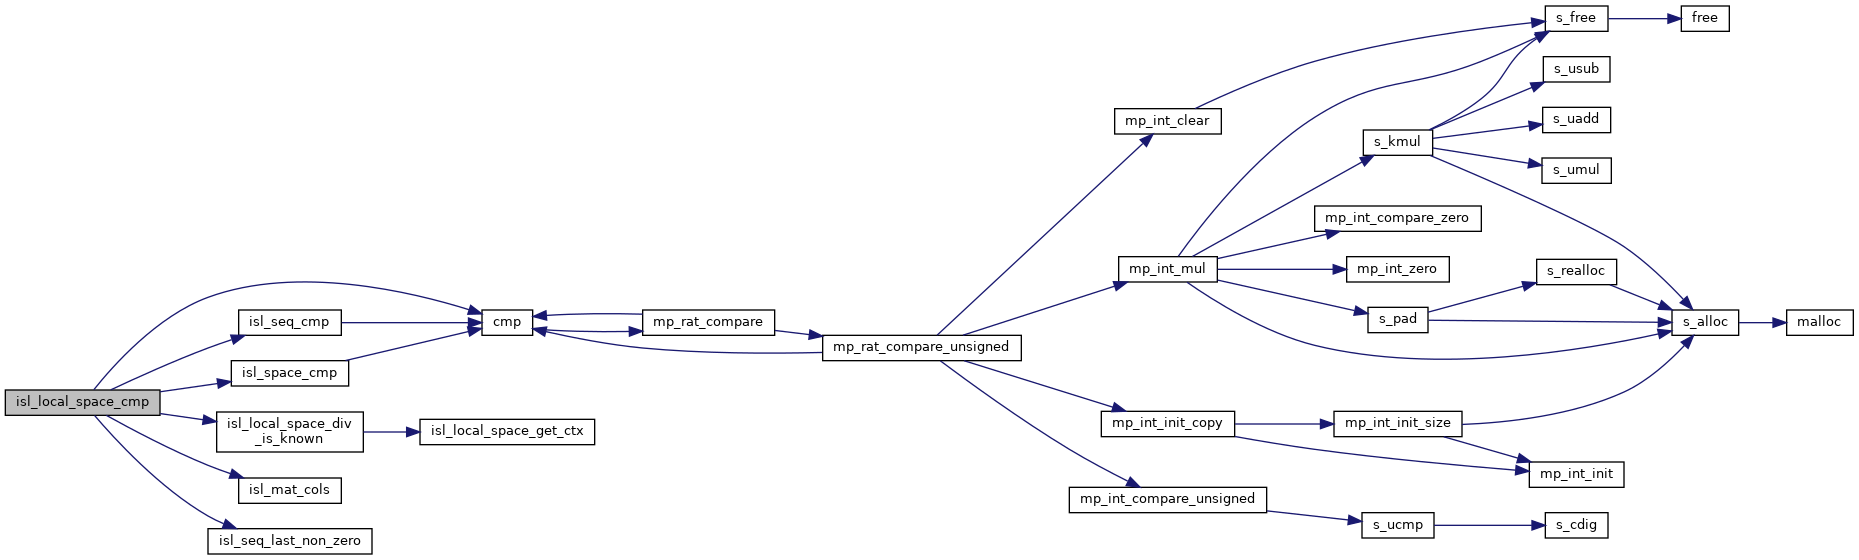 isl_local_space_cmp
isl_seq_cmp
isl_space_cmp
isl_local_space_div
_is_known
isl_mat_cols
isl_seq_last_non_zero
cmp
isl_local_space_get_ctx
mp_rat_compare
mp_rat_compare_unsigned
mp_int_clear
mp_int_mul
mp_int_init_copy
mp_int_compare_unsigned
s_kmul
mp_int_compare_zero
mp_int_zero
s_pad
mp_int_init_size
s_ucmp
s_free
s_usub
s_uadd
s_umul
s_realloc
mp_int_init
s_cdig
free
s_alloc
malloc